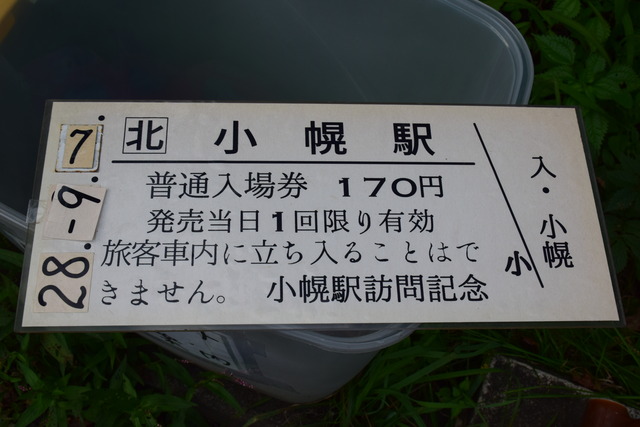 28.-9.-7
北 小幌駅
普通入場券 170円
発売当日1回限り有効
旅客車内に立ち入ることはで
きません。 小幌駅訪問記念
入・小幌
小